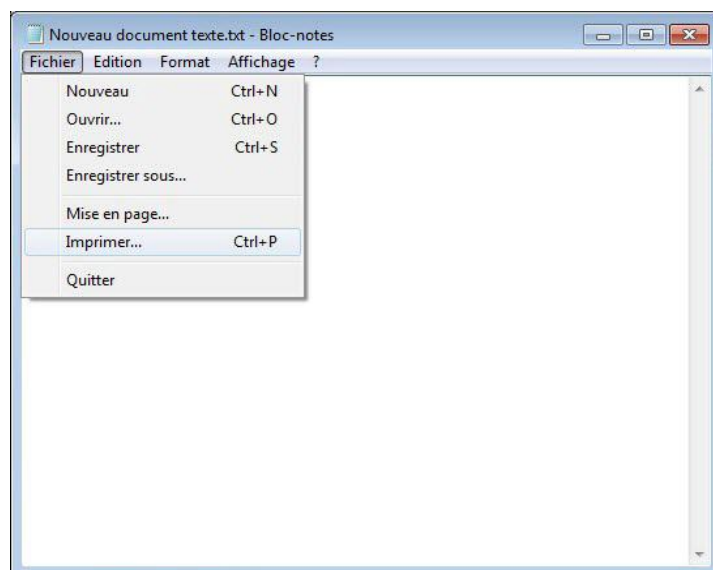 Nouveau document texte.txt - Bloc-notes
Fichier Edition Format Affichage ?
Nouveau Ctrl+N
Ouvrir... Ctrl+O
Enregistrer Ctrl+S
Enregistrer sous...
Mise en page...
Imprimer... Ctrl+P
Quitter